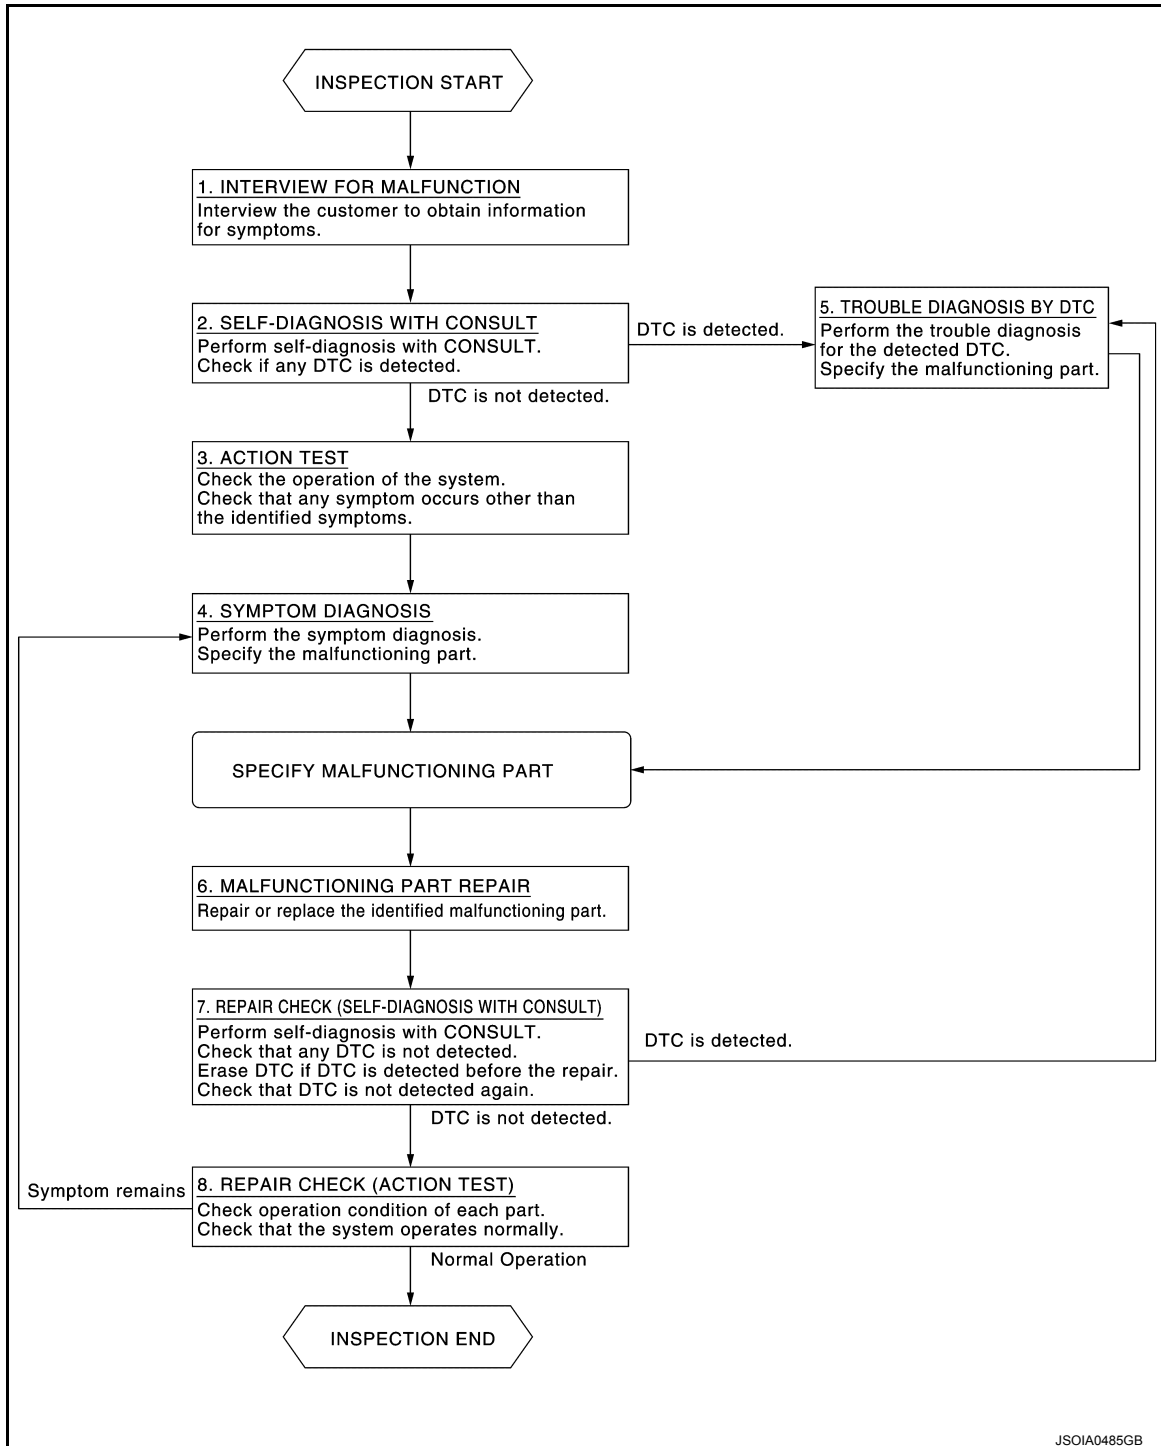 INSPECTION START
1. INTERVIEW FOR MALFUNCTION
Interview the customer to obtain information
for symptoms.
2. SELF-DIAGNOSIS WITH CONSULT
Perform self-diagnosis with CONSULT.
Check if any DTC is detected.
DTC is detected.
5. TROUBLE DIAGNOSIS BY DTC
Perform the trouble diagnosis
for the detected DTC.
Specify the malfunctioning part.
DTC is not detected.
3. ACTION TEST
Check the operation of the system.
Check that any symptom occurs other than
the identified symptoms.
4. SYMPTOM DIAGNOSIS
Perform the symptom diagnosis.
Specify the malfunctioning part.
SPECIFY MALFUNCTIONING PART
6. MALFUNCTIONING PART REPAIR
Repair or replace the identified malfunctioning part.
7. REPAIR CHECK (SELF-DIAGNOSIS WITH CONSULT)
Perform self-diagnosis with CONSULT.
Check that any DTC is not detected.
Erase DTC if DTC is detected before the repair.
Check that DTC is not detected again.
DTC is detected.
DTC is not detected.
Symptom remains
8. REPAIR CHECK (ACTION TEST)
Check operation condition of each part.
Check that the system operates normally.
Normal Operation
INSPECTION END
JSOIA0485GB